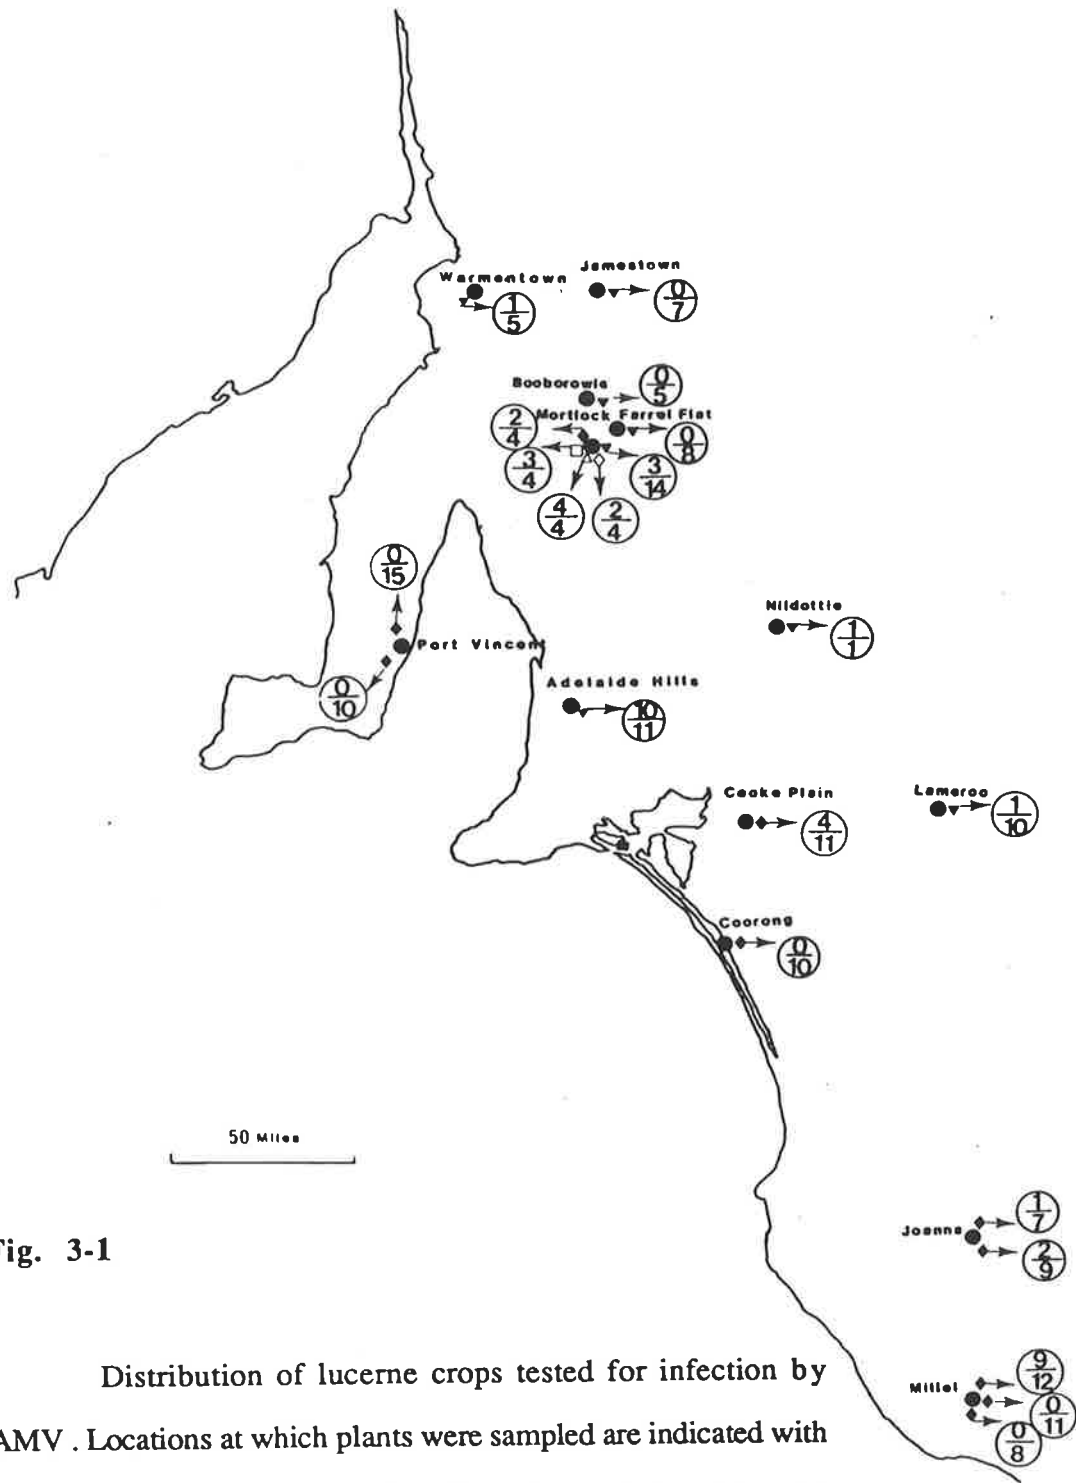 Warmentown
Jamestown
1
5
0
7
Booborowie
0
5
Mortlock Farrel Flat
2
4
0
8
3
4
3
14
4
4
2
4
0
15
Port Vincent
0
10
Nildottie
1
1
Adelaide Hills
10
11
Cooke Plain
4
11
Lameroo
1
10
Coorong
0
10
50 Miles
Joanna
1
7
2
9
Fig. 3-1
Distribution of lucerne crops tested for infection by
AMV . Locations at which plants were sampled are indicated with
Millel
9
12
0
11
0
8